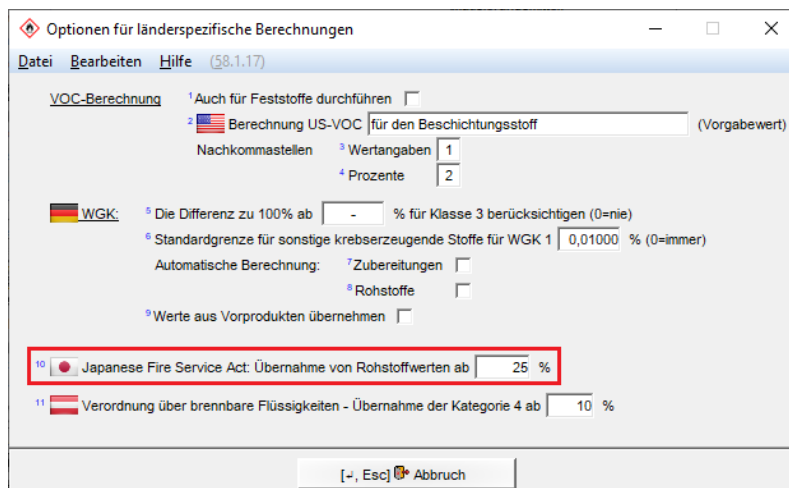 Optionen für länderspezifische Berechnungen
Datei Bearbeiten Hilfe (58.1.17)
VOC-Berechnung 1 Auch für Feststoffe durchführen
2 Berechnung US-VOC für den Beschichtungsstoff (Vorgabewert)
Nachkommastellen 3 Wertangaben 1
4 Prozente 2
WGK: 5 Die Differenz zu 100% ab - % für Klasse 3 berücksichtigen (0=nie)
6 Standardgrenze für sonstige krebserzeugende Stoffe für WGK 1 0,01000 % (0=immer)
Automatische Berechnung: 7 Zubereitungen
8 Rohstoffe
9 Werte aus Vorprodukten übernehmen
10 Japanese Fire Service Act: Übernahme von Rohstoffwerten ab 25 %
11 Verordnung über brennbare Flüssigkeiten - Übernahme der Kategorie 4 ab 10 %
[↲, Esc] Abbruch